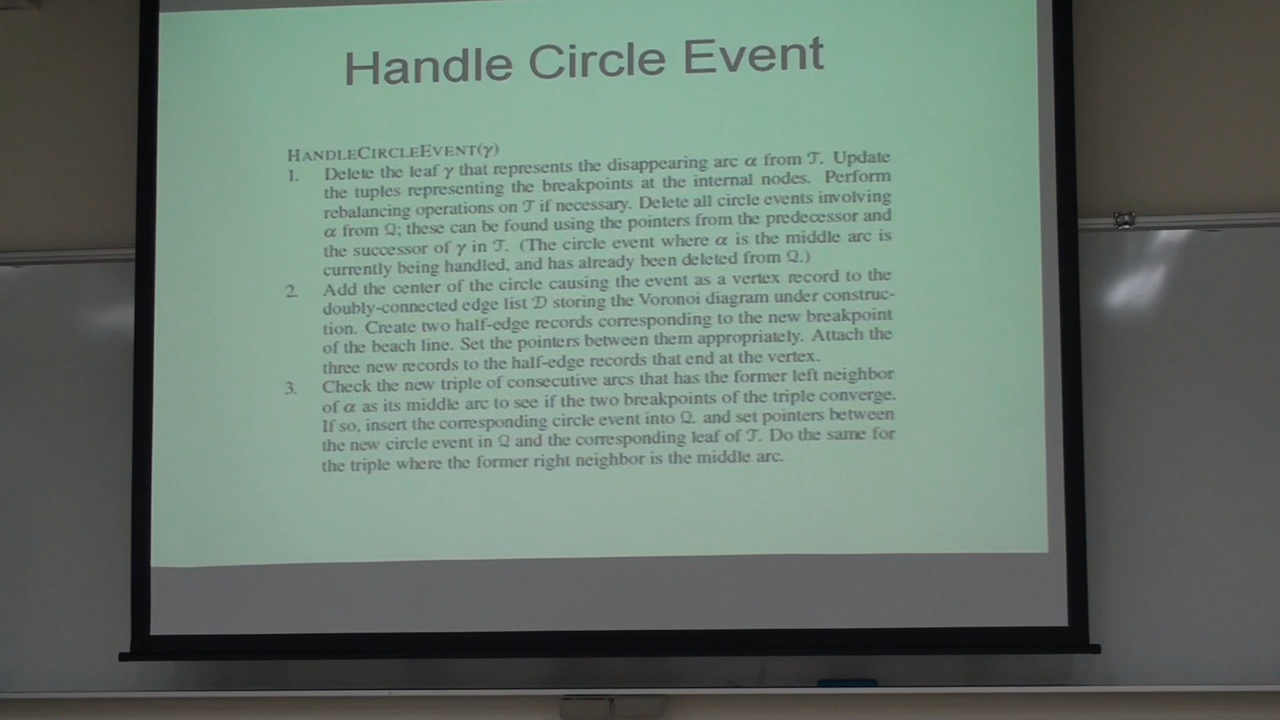 Handle Circle Event
HANDLECIRCLEEVENT(γ)
1. Delete the leaf γ that represents the disappearing arc α from 𝒯. Update
the tuples representing the breakpoints at the internal nodes. Perform
rebalancing operations on 𝒯 if necessary. Delete all circle events involving
α from 𝒬; these can be found using the pointers from the predecessor and
the successor of γ in 𝒯. (The circle event where α is the middle arc is
currently being handled, and has already been deleted from 𝒬.)
2. Add the center of the circle causing the event as a vertex record to the
doubly-connected edge list 𝒟 storing the Voronoi diagram under construc-
tion. Create two half-edge records corresponding to the new breakpoint
of the beach line. Set the pointers between them appropriately. Attach the
three new records to the half-edge records that end at the vertex.
3. Check the new triple of consecutive arcs that has the former left neighbor
of α as its middle arc to see if the two breakpoints of the triple converge.
If so, insert the corresponding circle event into 𝒬. and set pointers between
the new circle event in 𝒬 and the corresponding leaf of 𝒯. Do the same for
the triple where the former right neighbor is the middle arc.